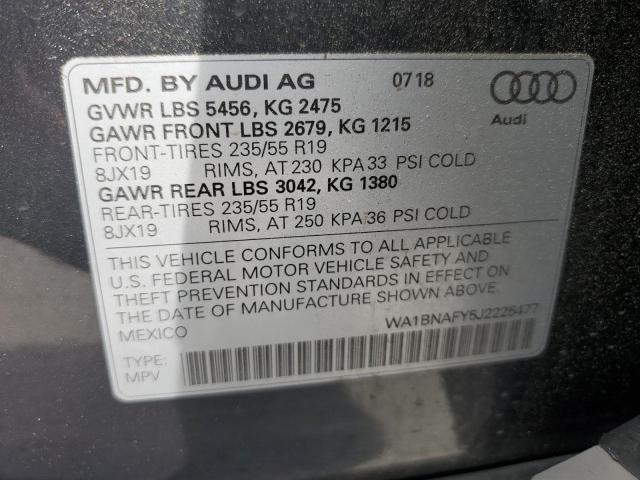 MFD. BY AUDI AG 07/18
GVWR LBS 5456, KG 2475
GAWR FRONT LBS 2679, KG 1215
FRONT-TIRES 235/55 R19
8JX19 RIMS, AT 230 KPA 33 PSI COLD
GAWR REAR LBS 3042, KG 1380
REAR-TIRES 235/55 R19
8JX19 RIMS, AT 250 KPA 36 PSI COLD
Audi
THIS VEHICLE CONFORMS TO ALL APPLICABLE
U.S. FEDERAL MOTOR VEHICLE SAFETY AND
THEFT PREVENTION STANDARDS IN EFFECT ON
THE DATE OF MANUFACTURE SHOWN ABOVE.
MEXICO WA1BNAFY5J2225477
TYPE:
MPV